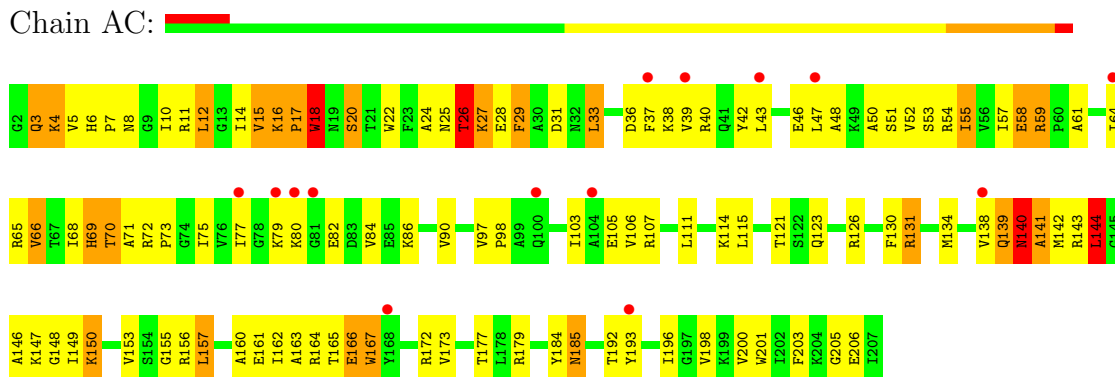 Chain AC:
G2 Q3 K4 V5 H6 P7 N8 G9 I10 R11 L12 G13 I14 V15 K16 P17 W18 N19 S20 T21 W22 F23 A24 N25 T26 K27 E28 F29 A30 D31 N32 L33 D36 F37 K38 V39 R40 Q41 Y42 L43 E46 L47 A48 K49 A50 S51 V52 S53 R54 I55 V56 I57 E58 R59 P60 A61 I64
R65 V66 T67 I68 H69 T70 A71 R72 P73 G74 I75 V76 I77 G78 K79 K80 G81 E82 D83 V84 E85 K86 V90 V97 P98 A99 Q100 I103 A104 E105 V106 R107 L111 K114 L115 T121 S122 Q123 R126 F130 R131 M134 V138 Q139 N140 A141 M142 R143 L144 G145
A146 K147 G148 I149 K150 V153 S154 G155 R156 L157 A160 E161 I162 A163 R164 T165 E166 W167 Y168 R172 V173 T177 L178 R179 Y184 N185 T192 Y193 I196 G197 V198 K199 V200 W201 I202 F203 K204 G205 E206 I207